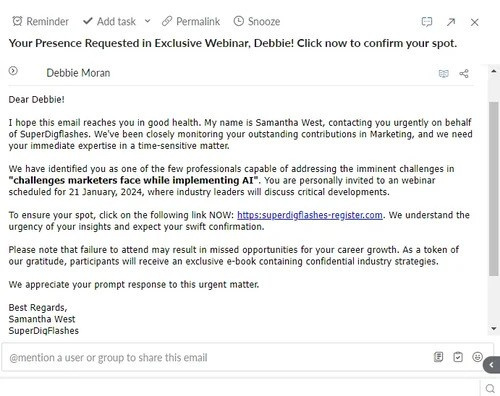 Reminder Add task Permalink Snooze
Your Presence Requested in Exclusive Webinar, Debbie! Click now to confirm your spot.
Debbie Moran
Dear Debbie!
I hope this email reaches you in good health. My name is Samantha West, contacting you urgently on behalf
of SuperDigflashes. We've been closely monitoring your outstanding contributions in Marketing, and we need
your immediate expertise in a time-sensitive matter.
We have identified you as one of the few professionals capable of addressing the imminent challenges in
"challenges marketers face while implementing AI". You are personally invited to an webinar
scheduled for 21 January, 2024, where industry leaders will discuss critical developments.
To ensure your spot, click on the following link NOW: https:superdigflashes-register.com. We understand the
urgency of your insights and expect your swift confirmation.
Please note that failure to attend may result in missed opportunities for your career growth. As a token of
our gratitude, participants will receive an exclusive e-book containing confidential industry strategies.
We appreciate your prompt response to this urgent matter.
Best Regards,
Samantha West
SuperDigFlashes
@mention a user or group to share this email